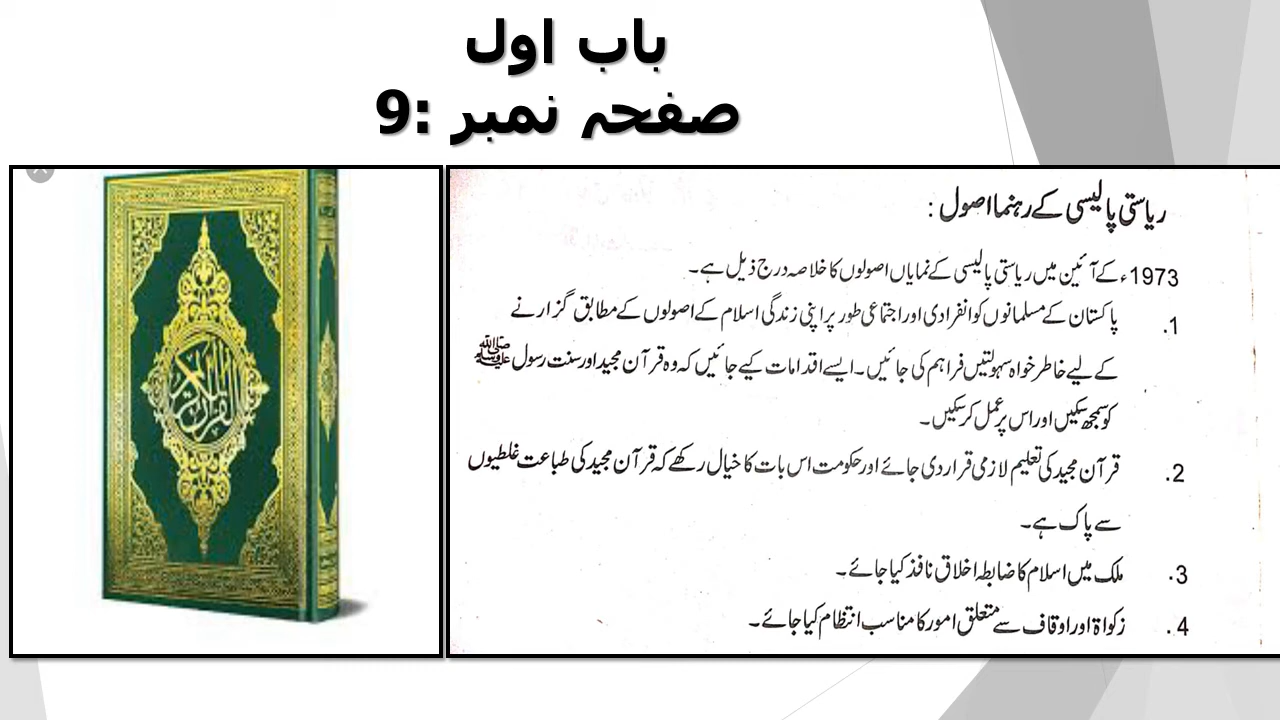 باب اول
صفحہ نمبر :9
ریاستی پالیسی کے رہنما اصول :
1973ء کے آئین میں ریاستی پالیسی کے نمایاں اصولوں کا خلاصہ درج ذیل ہے۔
1. پاکستان کے مسلمانوں کو انفرادی اور اجتماعی طور پر اپنی زندگی اسلام کے اصولوں کے مطابق گزارنے
کے لیے خاطر خواہ سہولتیں فراہم کی جائیں۔ ایسے اقدامات کیے جائیں کہ وہ قرآن مجید اور سنت رسول ﷺ
کو سمجھ سکیں اور اس پر عمل کر سکیں۔
2. قرآن مجید کی تعلیم لازمی قرار دی جائے اور حکومت اس بات کا خیال رکھے کہ قرآن مجید کی طباعت غلطیوں
سے پاک ہے۔
3. ملک میں اسلام کا ضابطہ اخلاق نافذ کیا جائے۔
4. زکواۃ اور اوقاف سے متعلق امور کا مناسب انتظام کیا جائے۔
القرآن الكريم